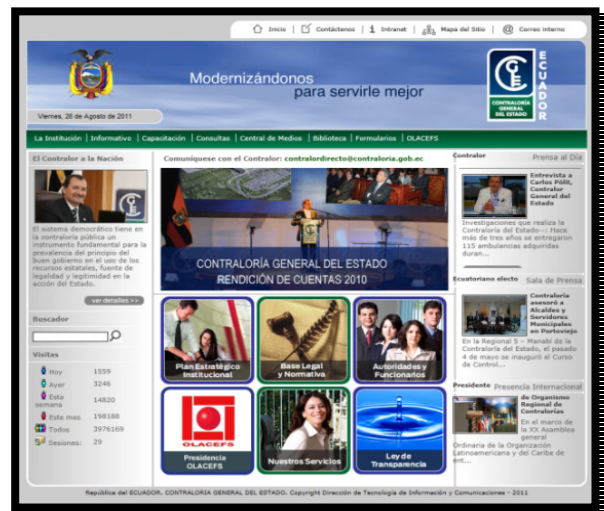 Inicio | Contáctenos | Intranet | Mapa del Sitio | Correo interno
Modernizándonos
para servirle mejor
CGE
CONTRALORÍA
GENERAL
DEL ESTADO
ECUADOR
Viernes, 26 de Agosto de 2011
La Institución | Informativo | Capacitación | Consultas | Central de Medios | Biblioteca | Formularios | OLACEFS
El Contralor a la Nación
El sistema democrático tiene en
la contraloría pública un
instrumento fundamental para la
prevalencia del principio del
buen gobierno en el uso de los
recursos estatales, fuente de
legalidad y legitimidad en la
acción del Estado.
ver detalles >>
Buscador
Visitas
Hoy 1559
Ayer 3246
Esta semana 14820
Este mes 198188
Todos 3976169
Sesiones: 29
Comuníquese con el Contralor: contralordirecto@contraloria.gob.ec
CONTRALORÍA GENERAL DEL ESTADO
RENDICIÓN DE CUENTAS 2010
Plan Estratégico
Institucional
Base Legal
y Normativa
Autoridades y
Funcionarios
OLACEFS
Presidencia
OLACEFS
Nuestros Servicios
Ley de
Transparencia
Contralor Prensa al Día
Entrevista a
Carlos Pólit,
Contralor
General del
Estado
Investigaciones que realiza la
Contraloría del Estado--: Hace
más de tres años se entregaron
115 ambulancias adquiridas
duran...
Ecuatoriano electo Sala de Prensa
Contraloría
asesoró a
Alcaldes y
Servidores
Municipales
en Portoviejo
En la Regional 5 - Manabí de la
Contraloría del Estado, el pasado
4 de mayo se inauguró el Curso
de Control...
Presidente Presencia Internacional
de Organismo
Regional de
Contralorías
En el marco de
la XX Asamblea
general
Ordinaria de la Organización
Latinoamericana y del Caribe de
ent...
República del ECUADOR. CONTRALORIA GENERAL DEL ESTADO. Copyright Dirección de Tecnología de Información y Comunicaciones - 2011